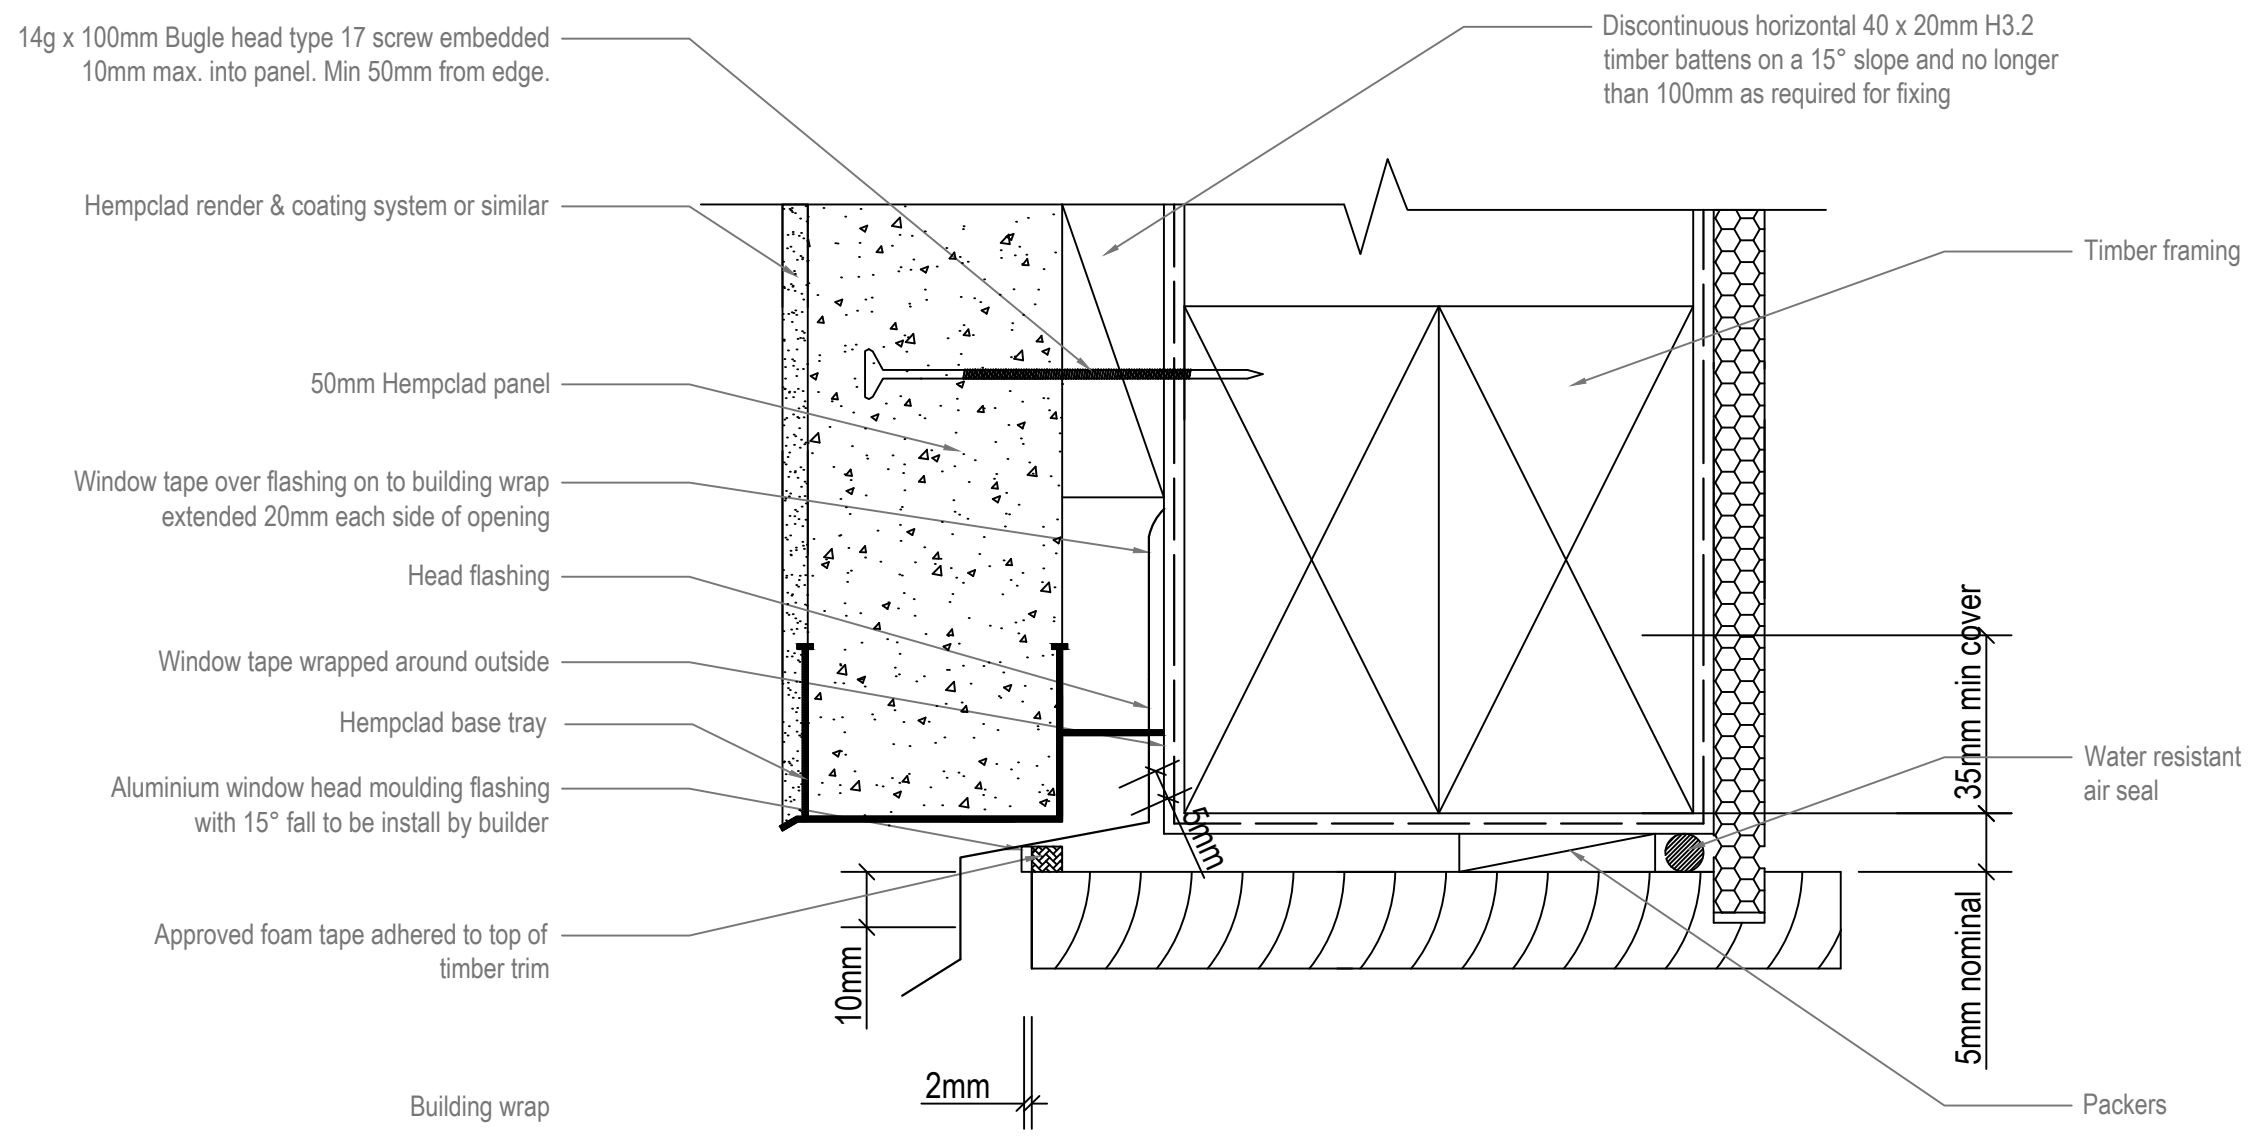 14g x 100mm Bugle head type 17 screw embedded
10mm max. into panel. Min 50mm from edge.
Discontinuous horizontal 40 x 20mm H3.2
timber battens on a 15° slope and no longer
than 100mm as required for fixing
Hempclad render & coating system or similar
Timber framing
50mm Hempclad panel
Window tape over flashing on to building wrap
extended 20mm each side of opening
Head flashing
Window tape wrapped around outside
Hempclad base tray
Aluminium window head moulding flashing
with 15° fall to be install by builder
Approved foam tape adhered to top of
timber trim
Building wrap
35mm min cover
Water resistant
air seal
5mm
10mm
5mm nominal
2mm
Packers